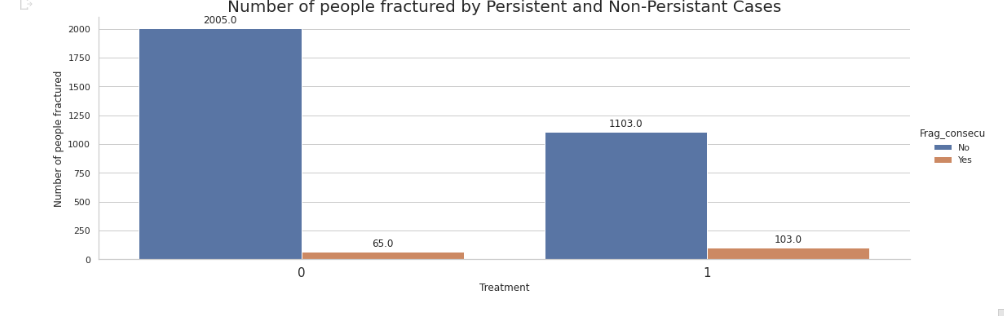 Number of people fractured by Persistent and Non-Persistant Cases
2005.0
2000
1750
1500
1250
1000
750
500
250
0
Number of people fractured
1103.0
65.0
103.0
0
1
Treatment
Frag_consecu
No
Yes